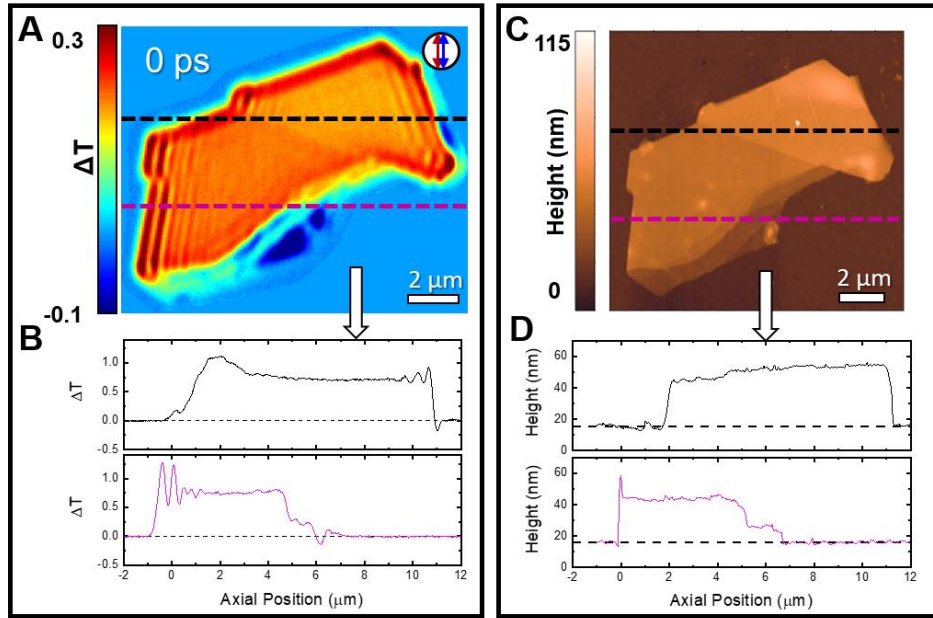 A
0.3
ΔT
-0.1
0 ps
2 μm
B
ΔT
1.0
0.5
0.0
-0.5
ΔT
1.0
0.5
0.0
-0.5
-2 0 2 4 6 8 10 12
Axial Position (μm)
C
115
Height (nm)
0
2 μm
D
Height (nm)
60
40
20
0
Height (nm)
60
40
20
0
-2 0 2 4 6 8 10 12
Axial Position (μm)